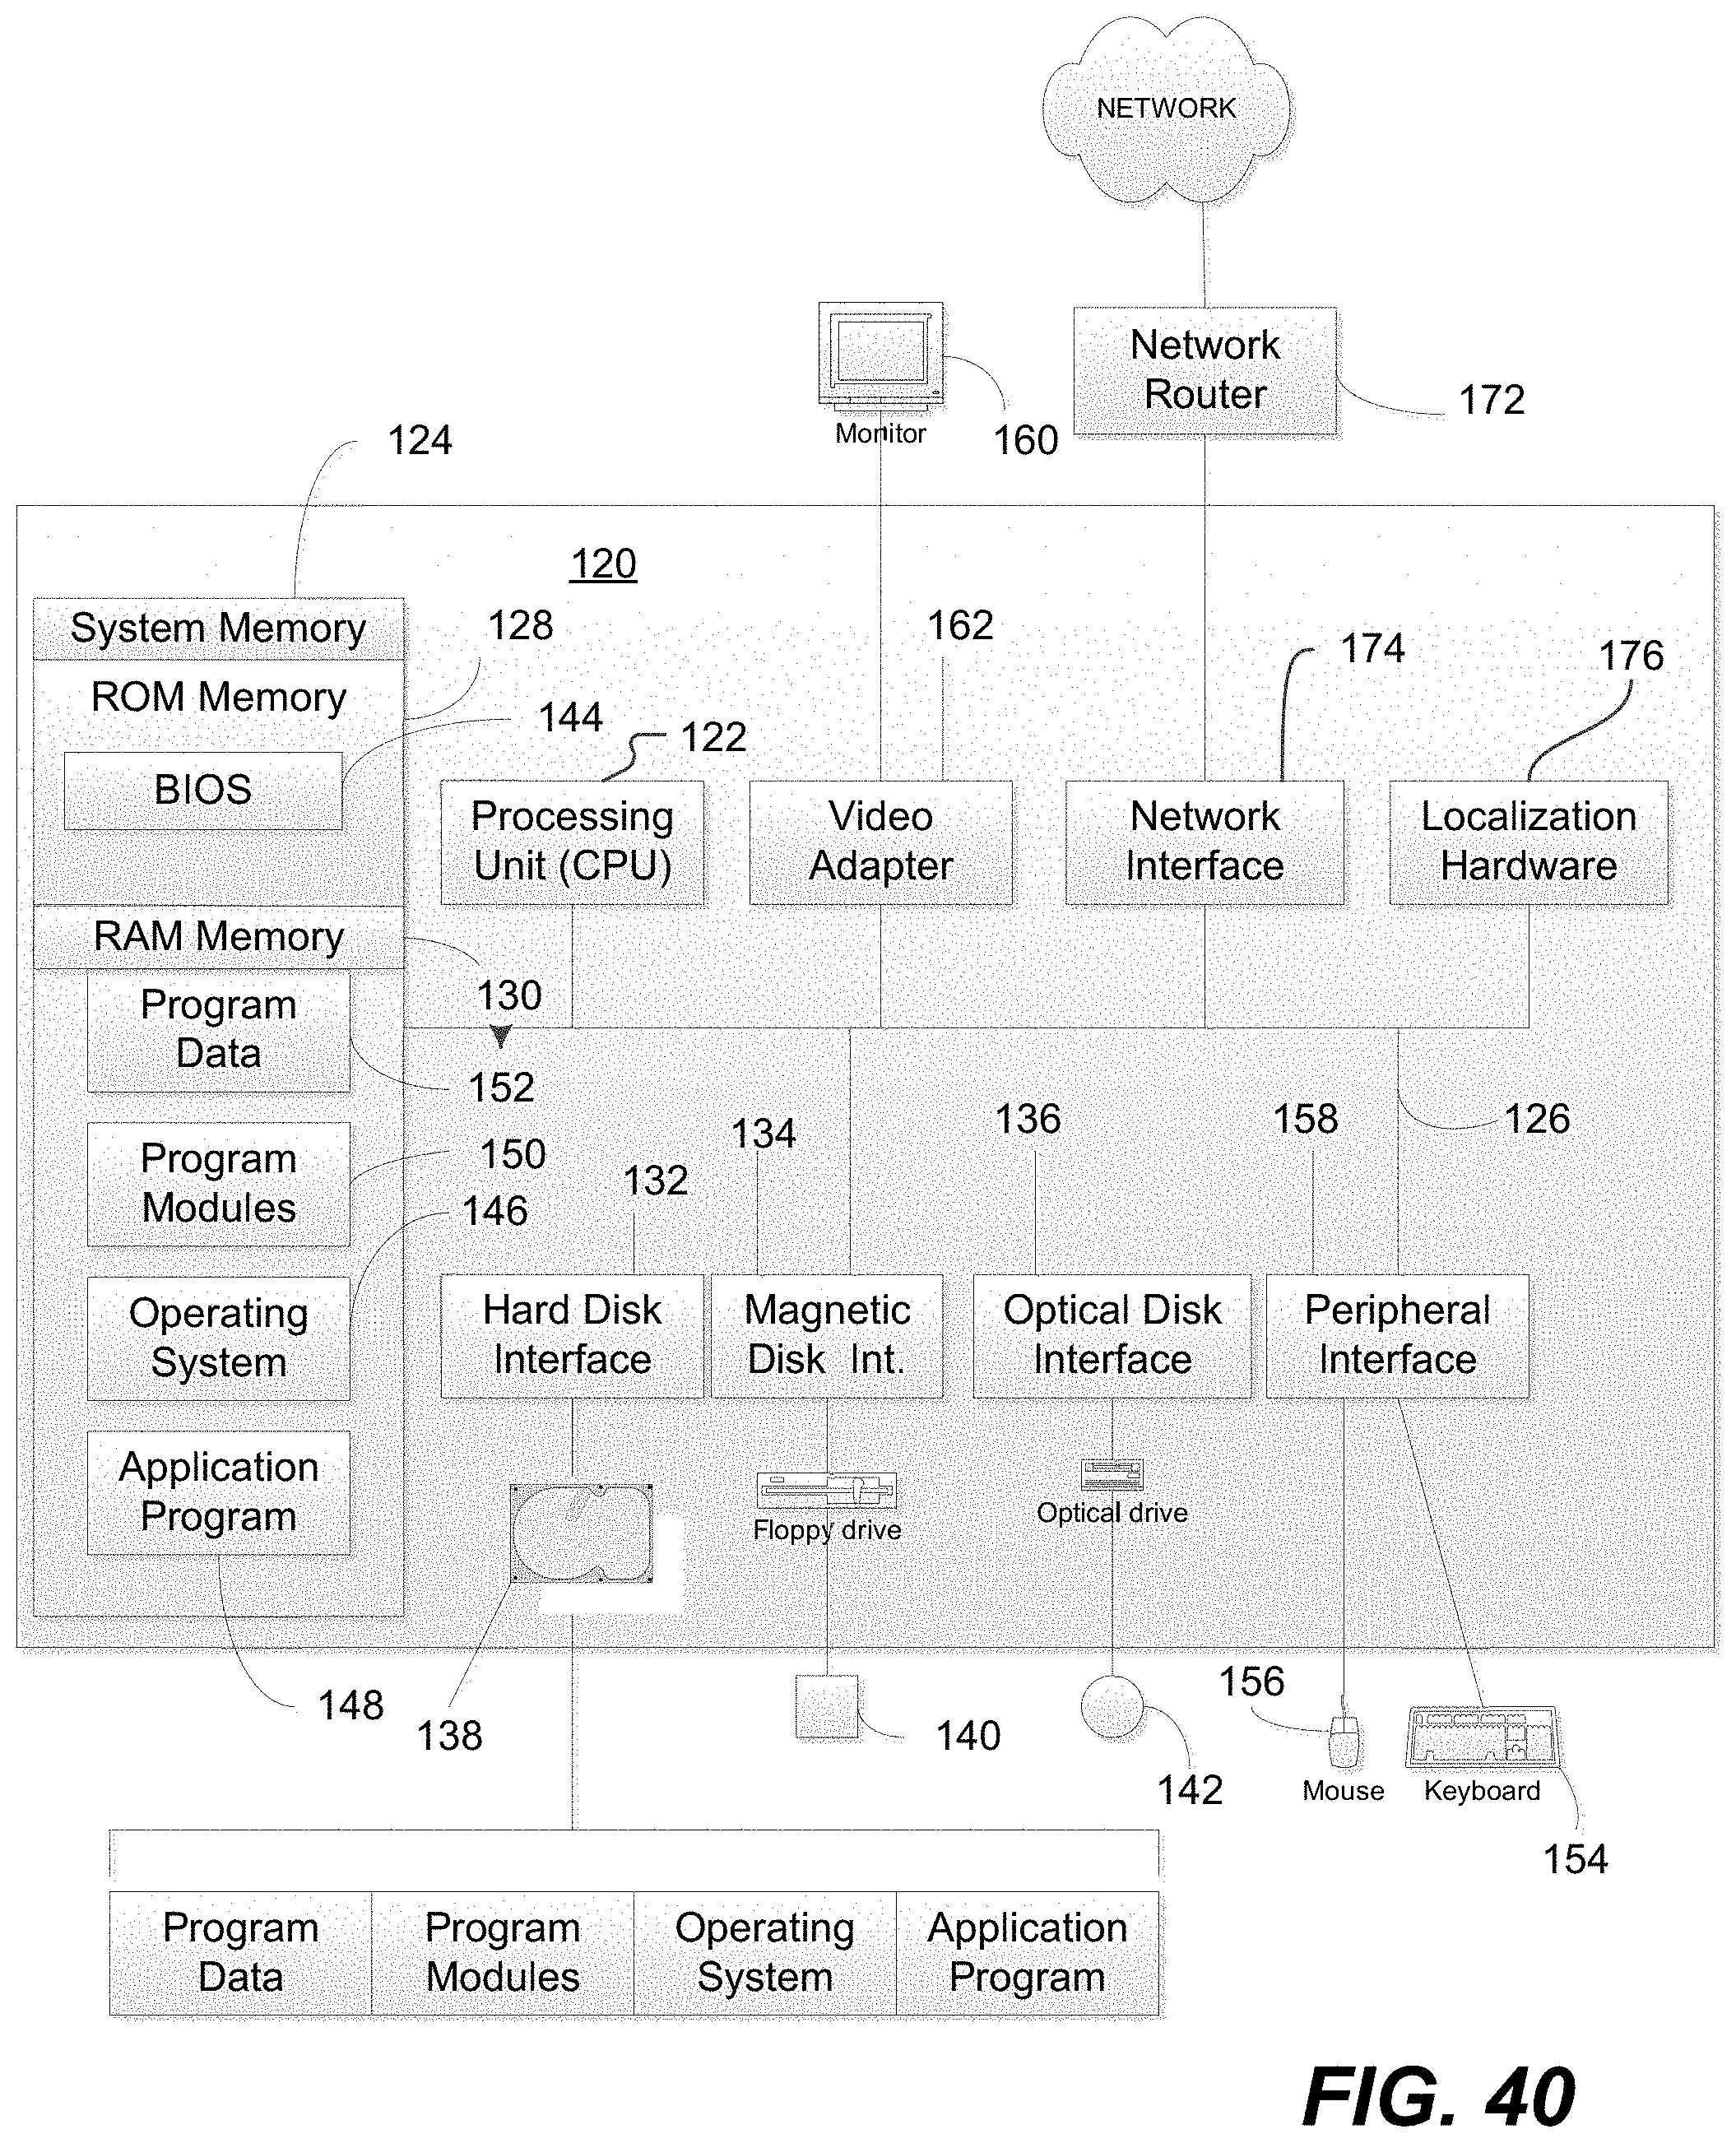 NETWORK
Network
Router
172
Monitor
160
124
120
System Memory
128
162
174
176
ROM Memory
144
122
BIOS
Processing
Unit (CPU)
Video
Adapter
Network
Interface
Localization
Hardware
RAM Memory
130
Program
Data
152
134
136
158
126
Program
Modules
150
132
146
Operating
System
Hard Disk
Interface
Magnetic
Disk Int.
Optical Disk
Interface
Peripheral
Interface
Application
Program
Floppy drive
Optical drive
148
138
140
142
156
Mouse
Keyboard
154
Program
Data
Program
Modules
Operating
System
Application
Program
FIG. 40